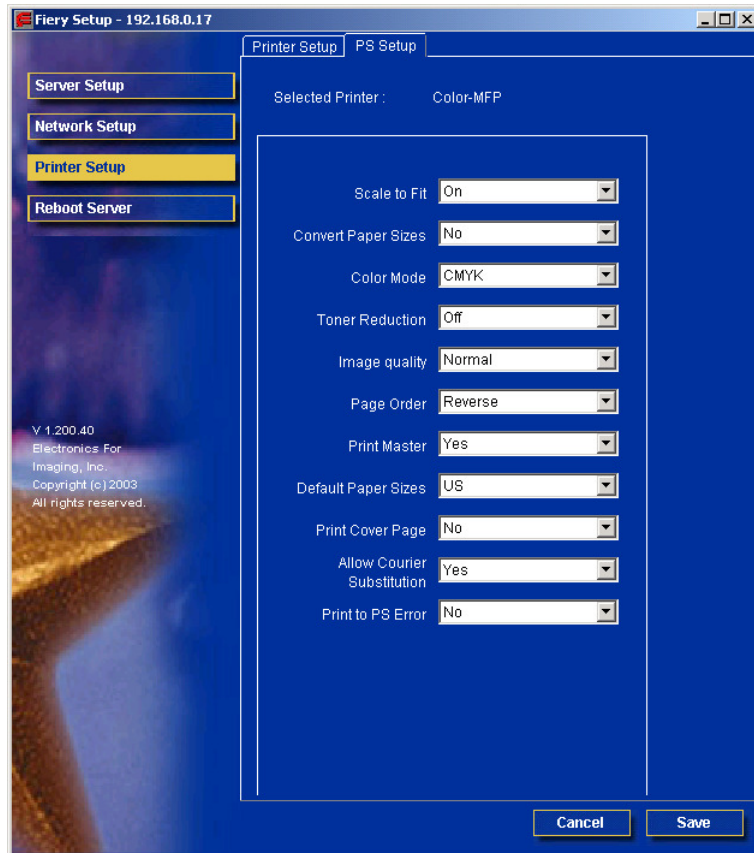 Fiery Setup - 192.168.0.17
Printer Setup
PS Setup
Server Setup
Network Setup
Printer Setup
Reboot Server
V 1.200.40
Electronics For
Imaging, Inc.
Copyright (c) 2003
All rights reserved.
Selected Printer : Color-MFP
Scale to Fit On
Convert Paper Sizes No
Color Mode CMYK
Toner Reduction Off
Image quality Normal
Page Order Reverse
Print Master Yes
Default Paper Sizes US
Print Cover Page No
Allow Courier
Substitution Yes
Print to PS Error No
Cancel
Save